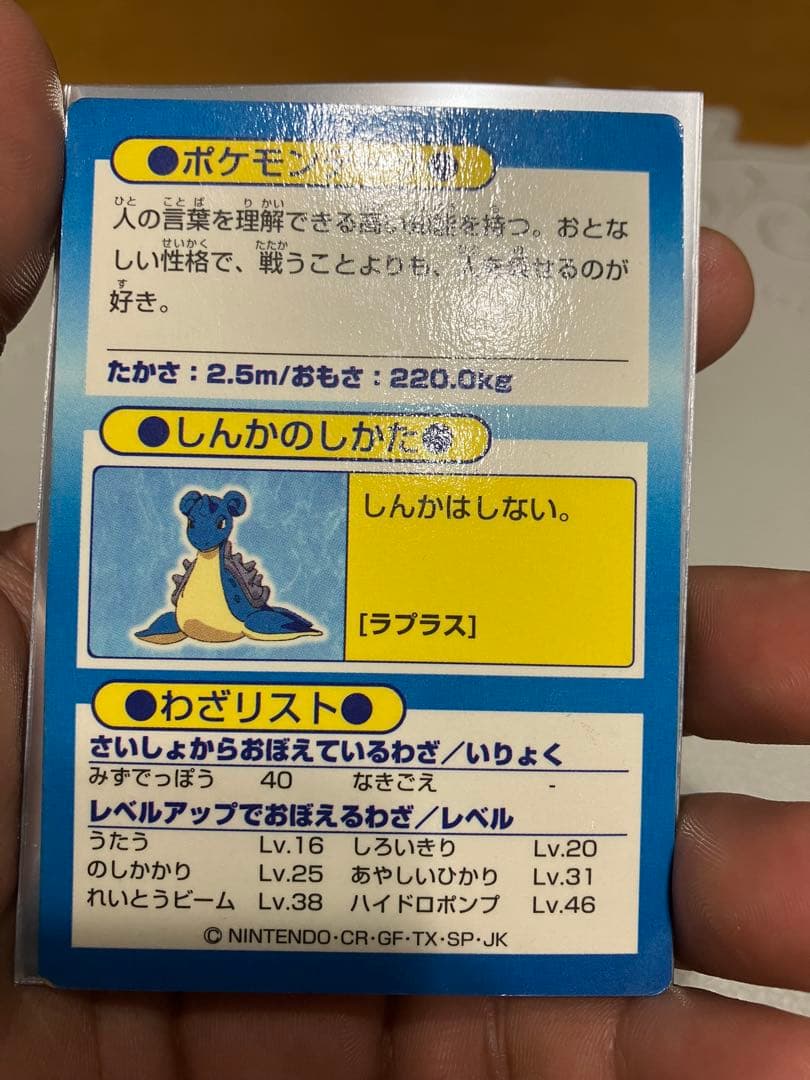 ●ポケモン
人の言葉を理解できる高い知能を持つ。おとな
しい性格で、戦うことよりも、人を乗せるのが
好き。
たかさ：2.5m/おもさ：220.0kg
●しんかのしかた●
しんかはしない。
[ラプラス]
●わざリスト●
さいしょからおぼえているわざ／いりょく
みずでっぽう 40 なきごえ -
レベルアップでおぼえるわざ／レベル
うたう Lv.16 しろいきり Lv.20
のしかかり Lv.25 あやしいひかり Lv.31
れいとうビーム Lv.38 ハイドロポンプ Lv.46
© NINTENDO·CR·GF·TX·SP·JK